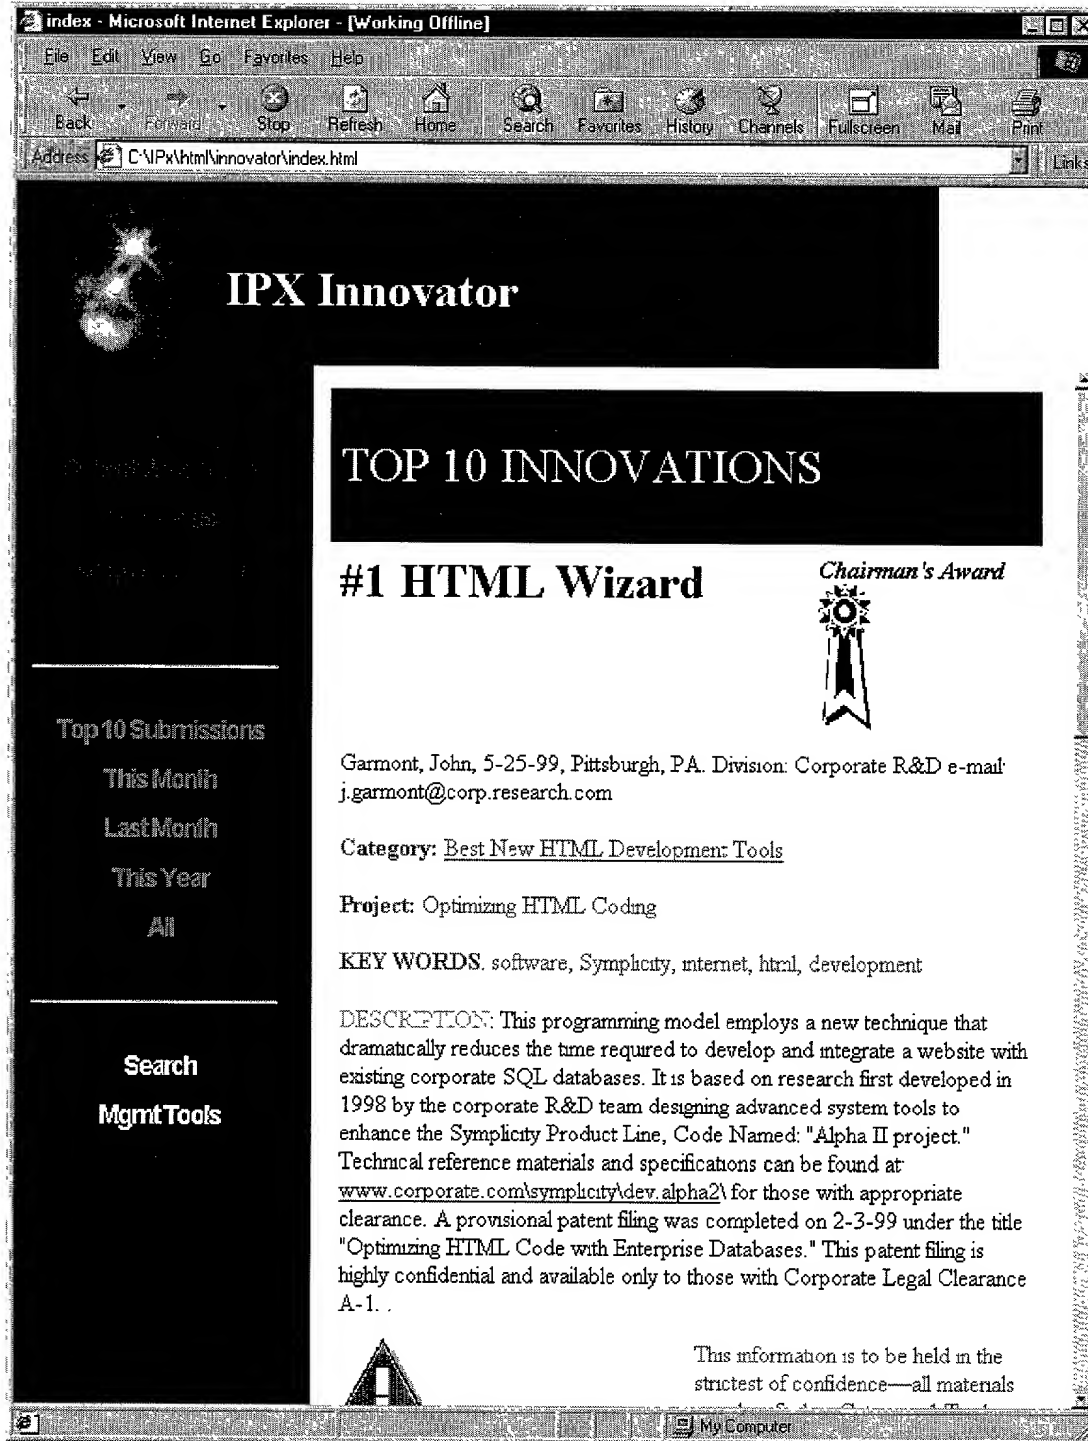 index - Microsoft Internet Explorer - [Working Offline]
File Edit View Go Favorites Help
Back Forward Stop Refresh Home Search Favorites History Channels Fullscreen Mail Print
Address C:\IPx\html\innovator\index.html Links
IPX Innovator
TOP 10 INNOVATIONS
#1 HTML Wizard
Chairman's Award
Top 10 Submissions
This Month
Last Month
This Year
All
Search
Mgmt Tools
Garmont, John, 5-25-99, Pittsburgh, PA. Division: Corporate R&D e-mail:
j.garmont@corp.research.com
Category: Best New HTML Development Tools
Project: Optimizing HTML Coding
KEY WORDS. software, Symplicity, internet, html, development
DESCRIPTION: This programming model employs a new technique that
dramatically reduces the time required to develop and integrate a website with
existing corporate SQL databases. It is based on research first developed in
1998 by the corporate R&D team designing advanced system tools to
enhance the Symplicity Product Line, Code Named: "Alpha II project."
Technical reference materials and specifications can be found at
www.corporate.com\symplicity\dev.alpha2\ for those with appropriate
clearance. A provisional patent filing was completed on 2-3-99 under the title
"Optimizing HTML Code with Enterprise Databases." This patent filing is
highly confidential and available only to those with Corporate Legal Clearance
A-1. .
This information is to be held in the
strictest of confidence—all materials
My Computer